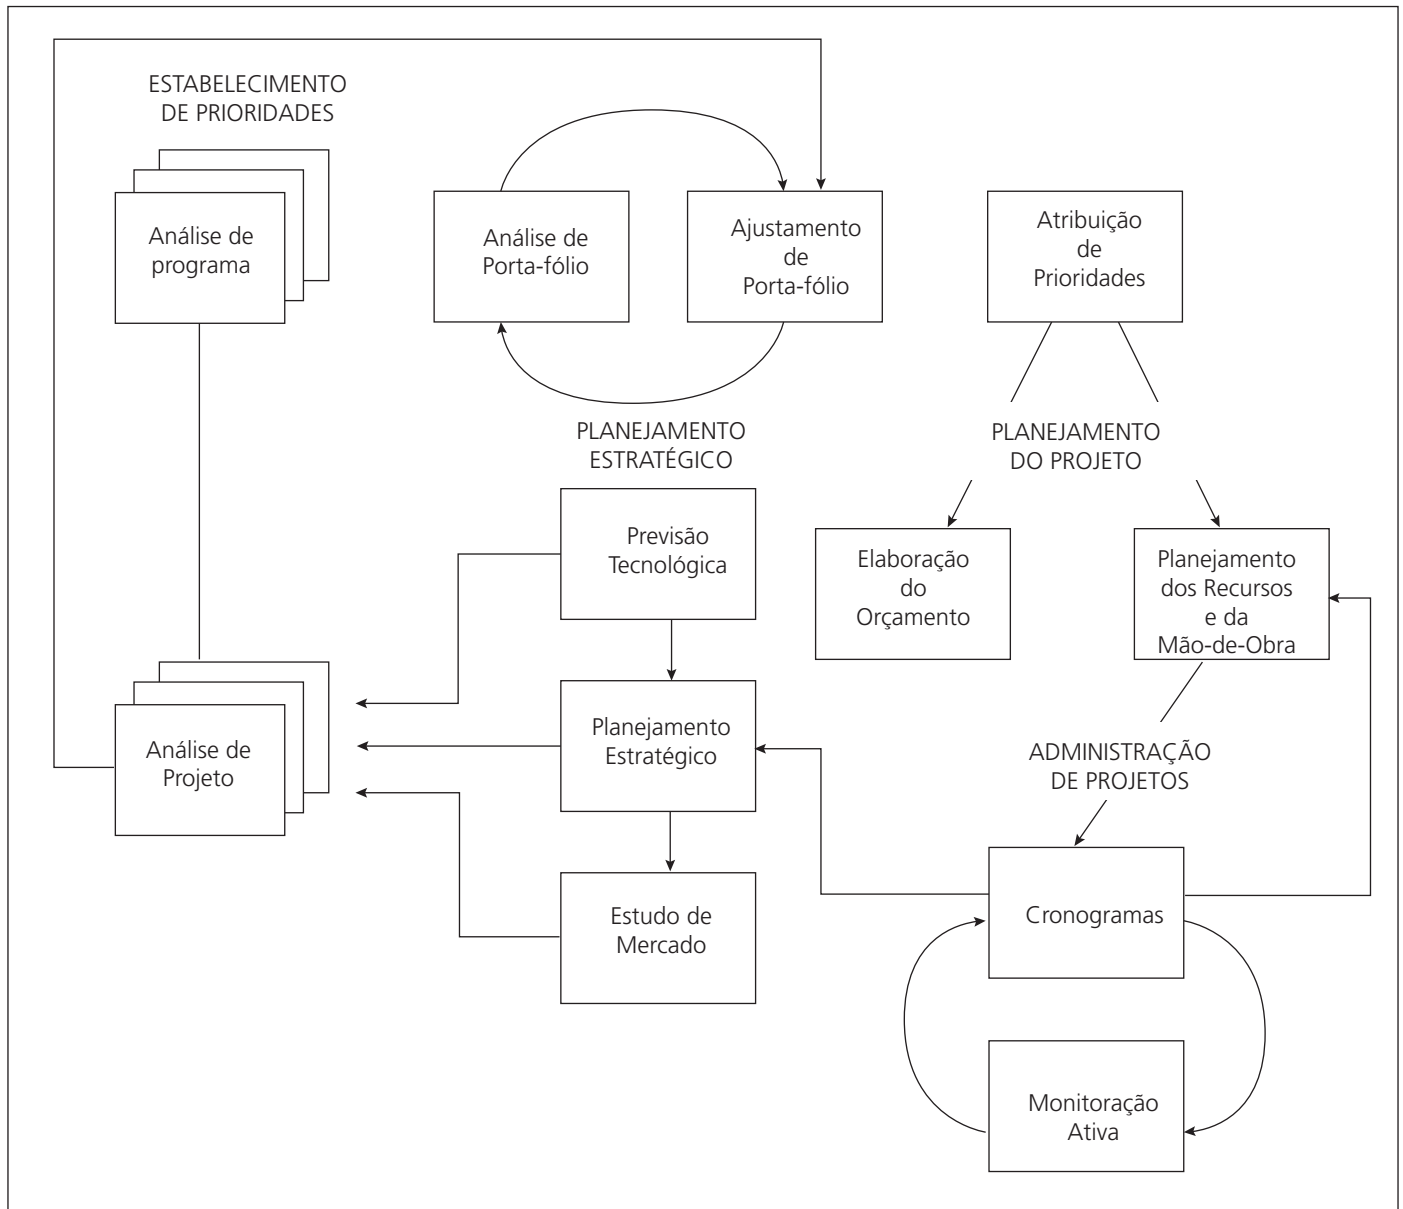 ESTABELECIMENTO
DE PRIORIDADES
Análise de
programa
Análise de
Porta-fólio
Ajustamento
de
Porta-fólio
Atribuição
de
Prioridades
PLANEJAMENTO
ESTRATÉGICO
PLANEJAMENTO
DO PROJETO
Previsão
Tecnológica
Elaboração
do
Orçamento
Planejamento
dos Recursos
e da
Mão-de-Obra
Análise de
Projeto
Planejamento
Estratégico
ADMINISTRAÇÃO
DE PROJETOS
Estudo de
Mercado
Cronogramas
Monitoração
Ativa